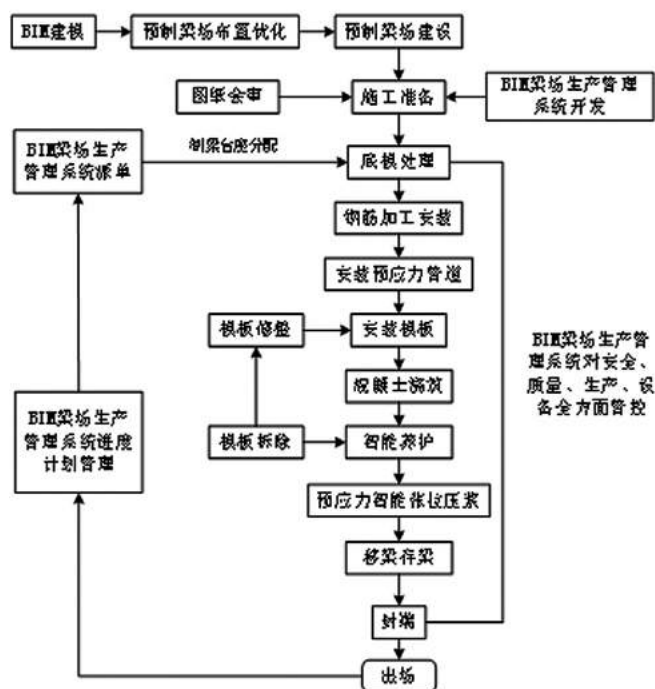 BIM建模
预制梁场布置优化
预制梁场建设
图纸会审
施工准备
BIM梁场生产管理
系统开发
BIM梁场生产
管理系统派单
制梁台座分配
底模处理
钢筋加工安装
安装预应力管道
模板修整
安装模板
混凝土浇筑
BIM梁场生产管
理系统对安全、
质量、生产、设
备全方面管控
BIM梁场生产
管理系统进度
计划管理
模板拆除
智能养护
预应力智能张拉压浆
移梁存梁
封端
出场